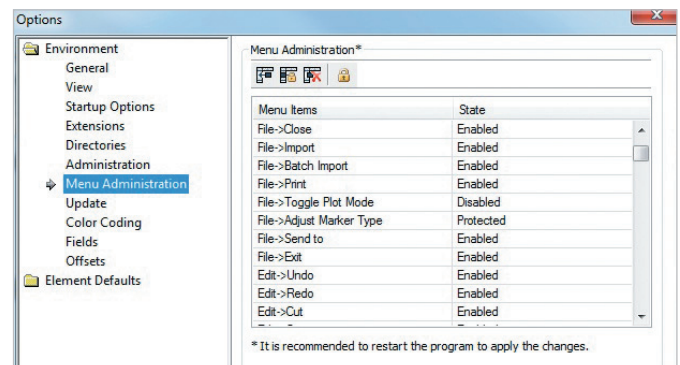 Options
Environment
General
View
Startup Options
Extensions
Directories
Administration
Menu Administration
Update
Color Coding
Fields
Offsets
Element Defaults
Menu Administration*
Menu Items State
File->Close Enabled
File->Import Enabled
File->Batch Import Enabled
File->Print Enabled
File->Toggle Plot Mode Disabled
File->Adjust Marker Type Protected
File->Send to Enabled
File->Exit Enabled
Edit->Undo Enabled
Edit->Redo Enabled
Edit->Cut Enabled
* It is recommended to restart the program to apply the changes.